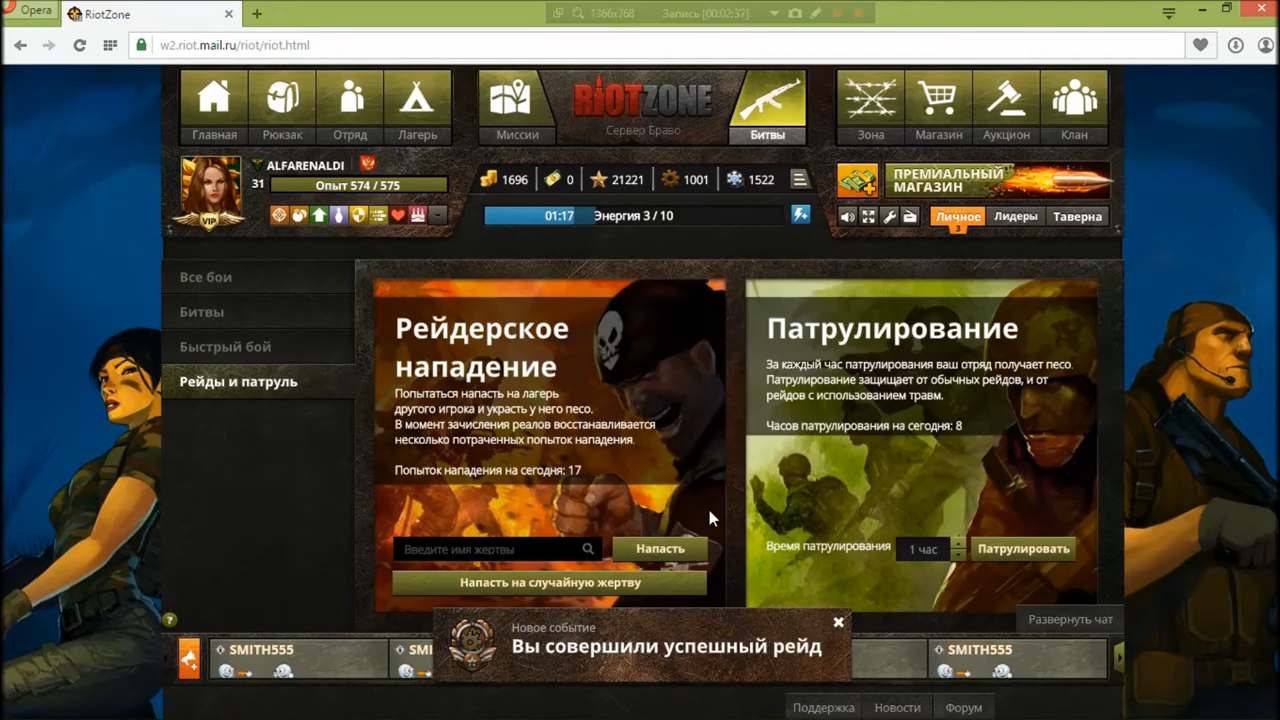 Opera
RiotZone
1366x768
Запись [00:02:37]
w2.riot.mail.ru/riot/riot.html
Главная
Рюкзак
Отряд
Лагерь
Миссии
RIOTZONE
Сервер Браво
Битвы
Зона
Магазин
Аукцион
Клан
ALFARENALDI
31
Опыт 574 / 575
VIP
1696
0
21221
1001
1522
01:17
Энергия 3 / 10
ПРЕМИАЛЬНЫЙ
МАГАЗИН
Личное
3
Лидеры
Таверна
Все бои
Битвы
Быстрый бой
Рейды и патруль
Рейдерское
нападение
Попытаться напасть на лагерь
другого игрока и украсть у него песо.
В момент зачисления реалов восстанавливается
несколько потраченных попыток нападения.
Попыток нападения на сегодня: 17
Введите имя жертвы
Напасть
Напасть на случайную жертву
Патрулирование
За каждый час патрулирования ваш отряд получает песо.
Патрулирование защищает от обычных рейдов, и от
рейдов с использованием травм.
Часов патрулирования на сегодня: 8
Время патрулирования
1 час
Патрулировать
Развернуть чат
?
SMITH555
SMI
Новое событие
Вы совершили успешный рейд
SMITH555
Поддержка
Новости
Форум